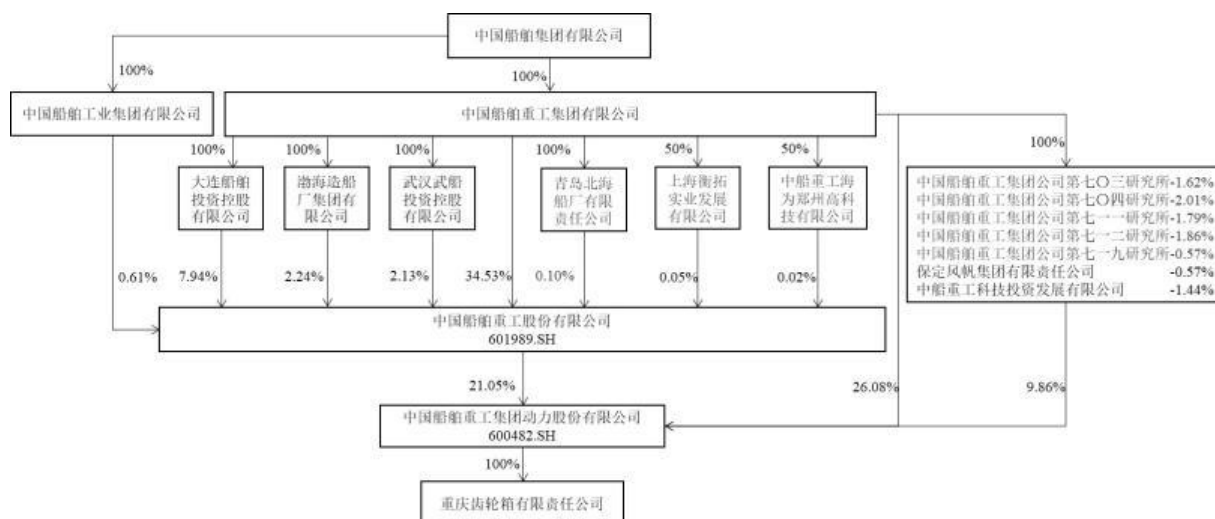 中国船舶集团有限公司
100%
100%
中国船舶工业集团有限公司
中国船舶重工集团有限公司
100%
100%
100%
100%
50%
50%
100%
大连船舶
投资控股
有限公司
渤海造船
厂集团有
限公司
武汉武船
投资控股
有限公司
青岛北海
船厂有限
责任公司
上海衡拓
实业发展
有限公司
中船重工海
为郑州高科
技有限公司
中国船舶重工集团公司第七〇三研究所-1.62%
中国船舶重工集团公司第七〇四研究所-2.01%
中国船舶重工集团公司第七一一研究所-1.79%
中国船舶重工集团公司第七一二研究所-1.86%
中国船舶重工集团公司第七一九研究所-0.57%
保定风帆集团有限责任公司 -0.57%
中船重工科技投资发展有限公司 -1.44%
0.61%
7.94%
2.24%
2.13%
34.53%
0.10%
0.05%
0.02%
中国船舶重工股份有限公司
601989.SH
21.05%
26.08%
9.86%
中国船舶重工集团动力股份有限公司
600482.SH
100%
重庆齿轮箱有限责任公司